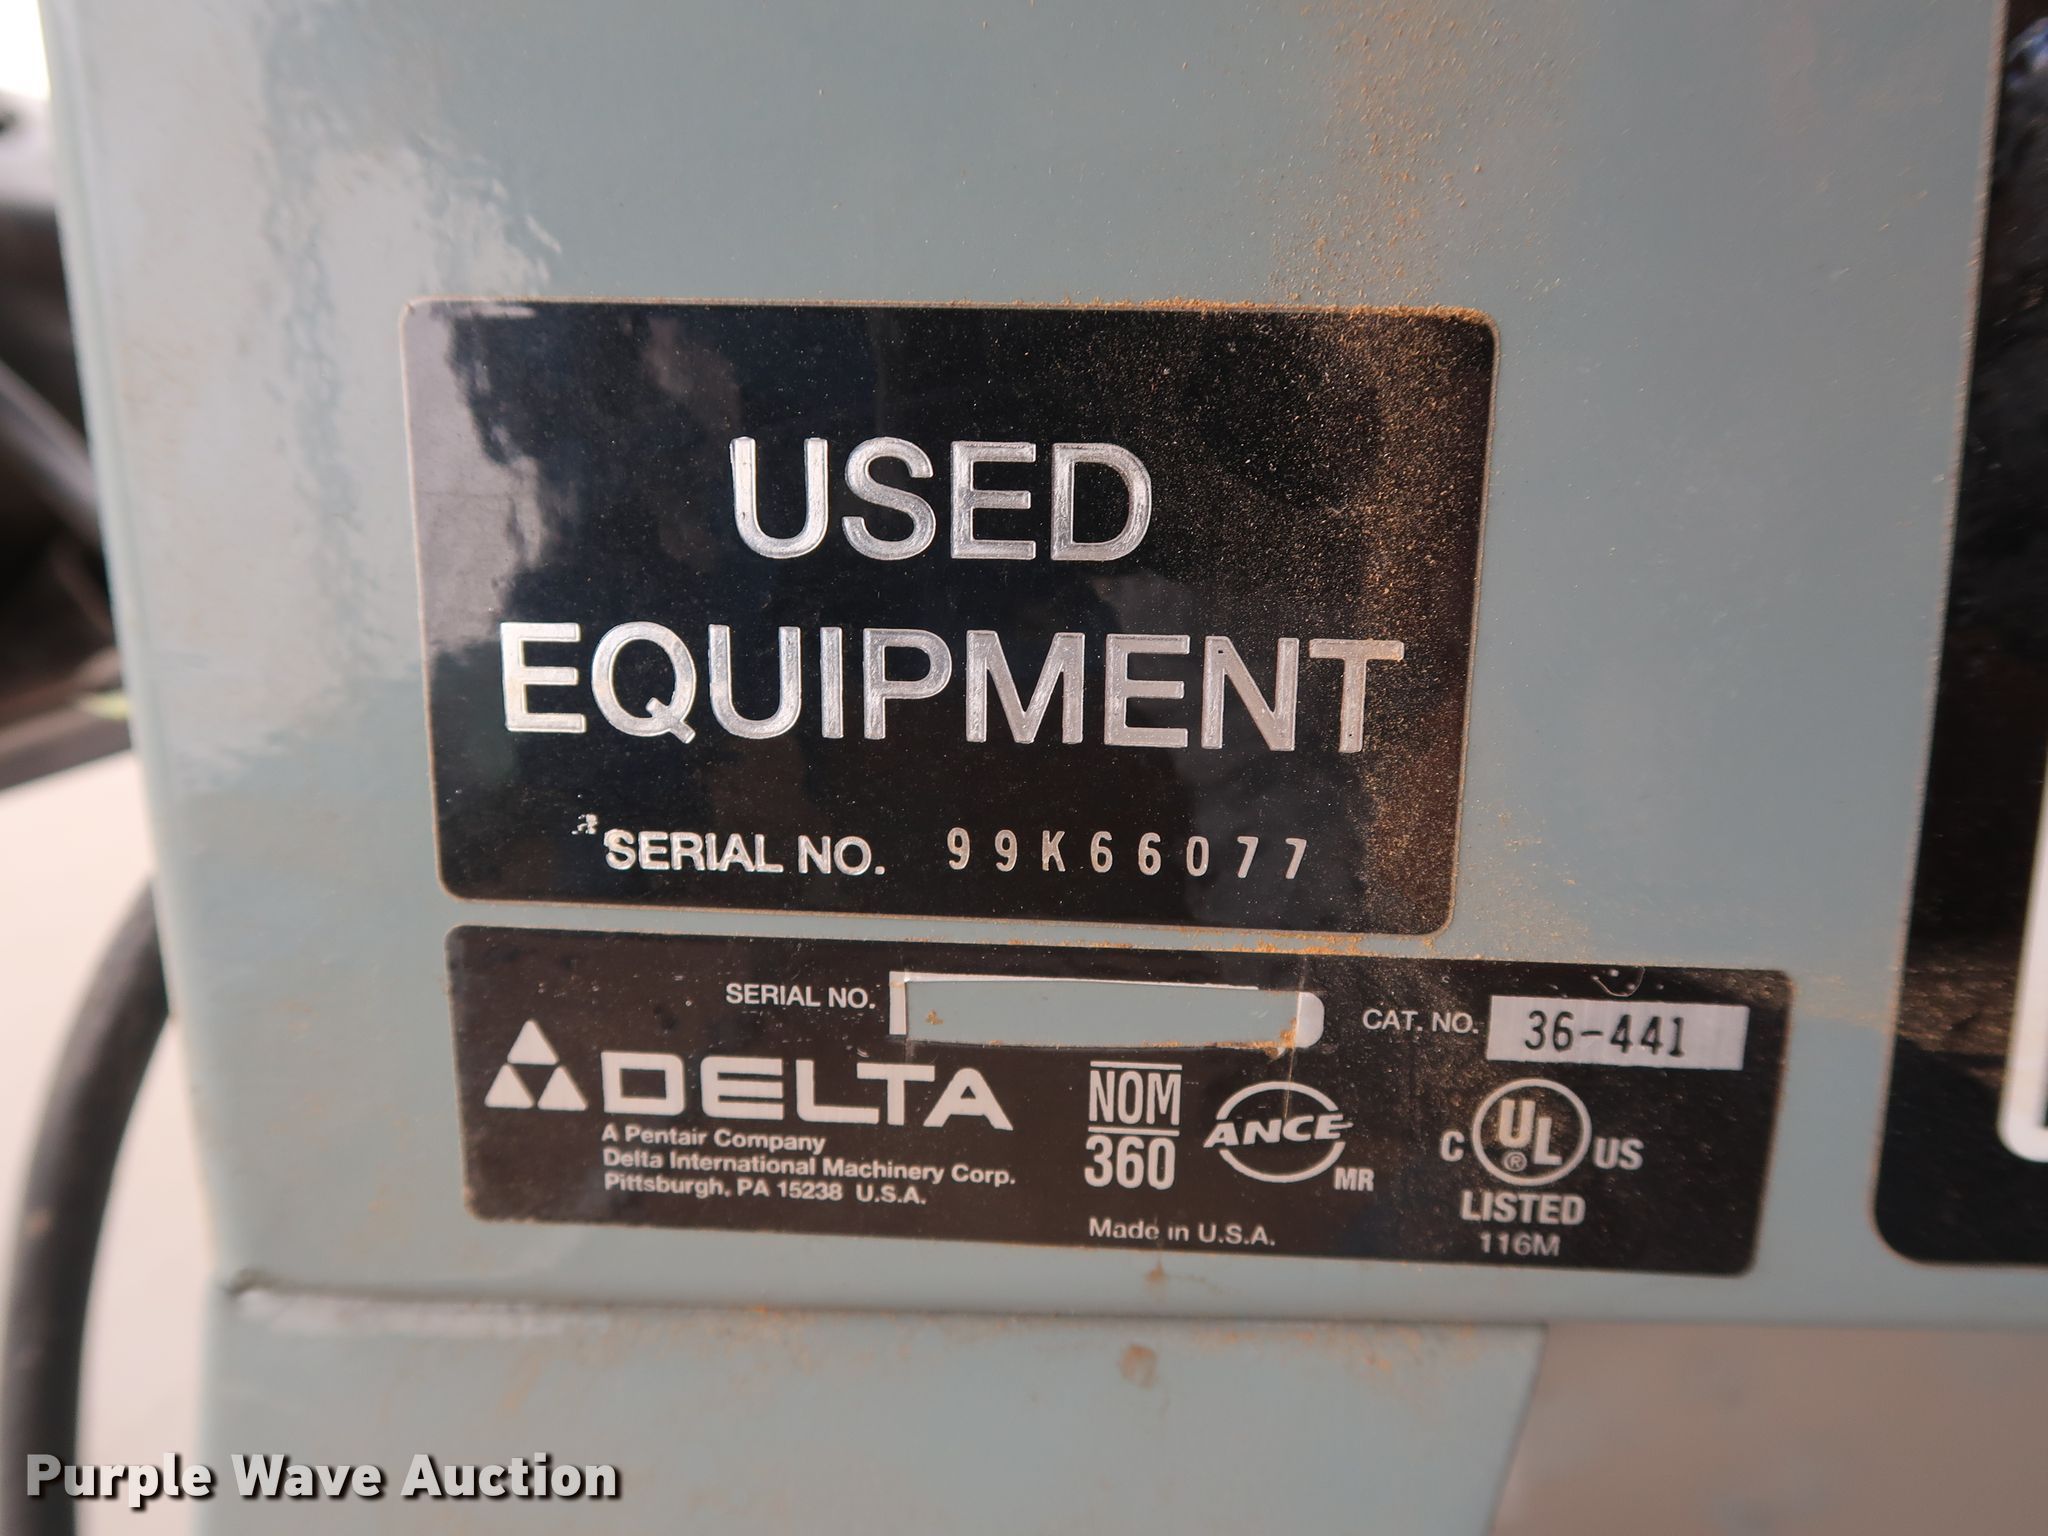 USED
EQUIPMENT
SERIAL NO. 99K66077
SERIAL NO.
CAT. NO. 36-441
DELTA
A Pentair Company
Delta International Machinery Corp.
Pittsburgh, PA 15238 U.S.A.
NOM
360
ANCE
MR
Made in U.S.A.
C UL ® US
LISTED
116M
Purple Wave Auction